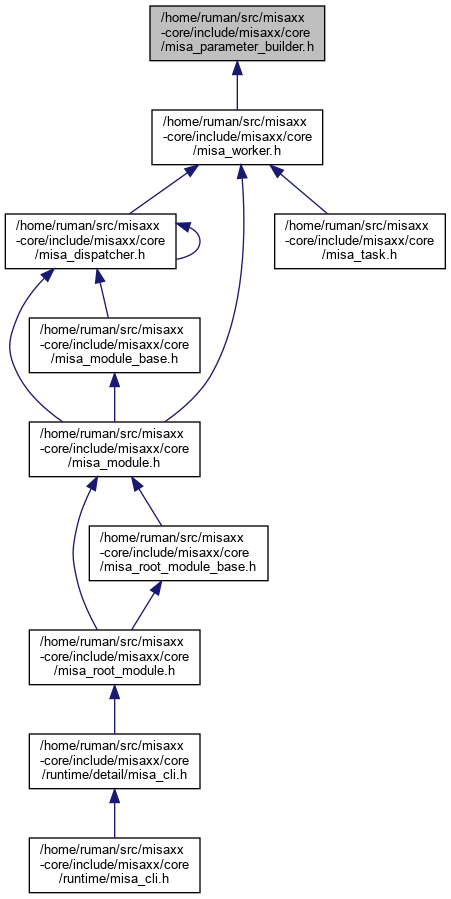 /home/ruman/src/misaxx
-core/include/misaxx/core
/misa_parameter_builder.h
/home/ruman/src/misaxx
-core/include/misaxx/core
/misa_worker.h
/home/ruman/src/misaxx
-core/include/misaxx/core
/misa_dispatcher.h
/home/ruman/src/misaxx
-core/include/misaxx/core
/misa_task.h
/home/ruman/src/misaxx
-core/include/misaxx/core
/misa_module_base.h
/home/ruman/src/misaxx
-core/include/misaxx/core
/misa_module.h
/home/ruman/src/misaxx
-core/include/misaxx/core
/misa_root_module_base.h
/home/ruman/src/misaxx
-core/include/misaxx/core
/misa_root_module.h
/home/ruman/src/misaxx
-core/include/misaxx/core
/runtime/detail/misa_cli.h
/home/ruman/src/misaxx
-core/include/misaxx/core
/runtime/misa_cli.h